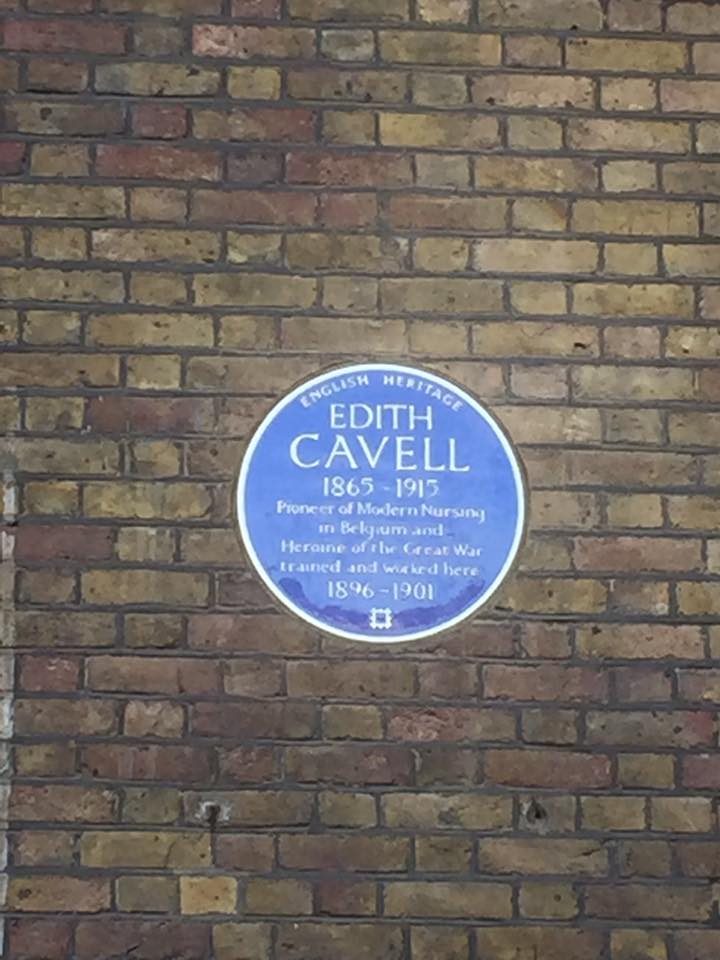 ENGLISH HERITAGE
EDITH
CAVELL
1865-1915
Pioneer of Modern Nursing
in Belgium and
Heroine of the Great War
trained and worked here
1896-1901